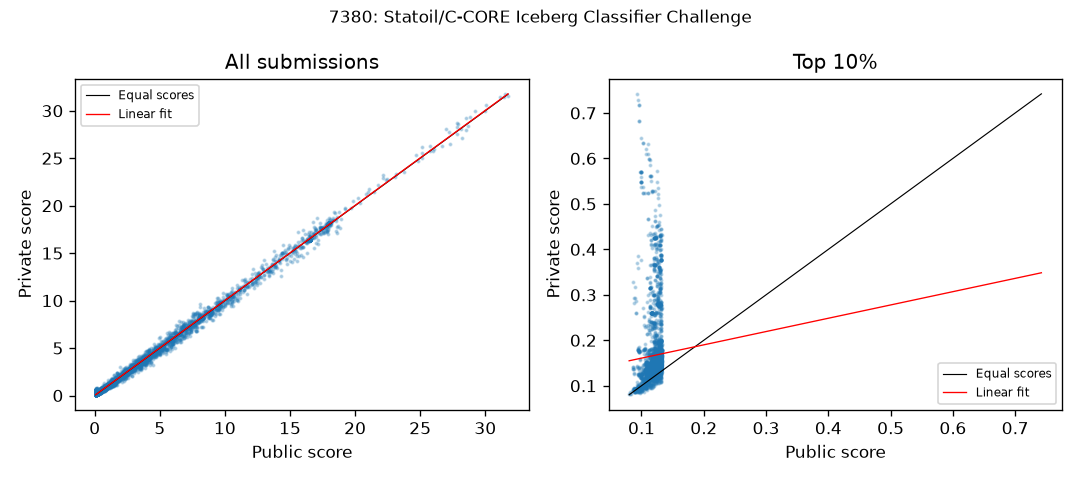 7380: Statoil/C-CORE Iceberg Classifier Challenge
All submissions
Equal scores
Linear fit
30
25
20
15
10
5
0
Private score
0
5
10
15
20
25
30
Public score
Top 10%
0.7
0.6
0.5
0.4
0.3
0.2
0.1
Private score
Equal scores
Linear fit
0.1
0.2
0.3
0.4
0.5
0.6
0.7
Public score